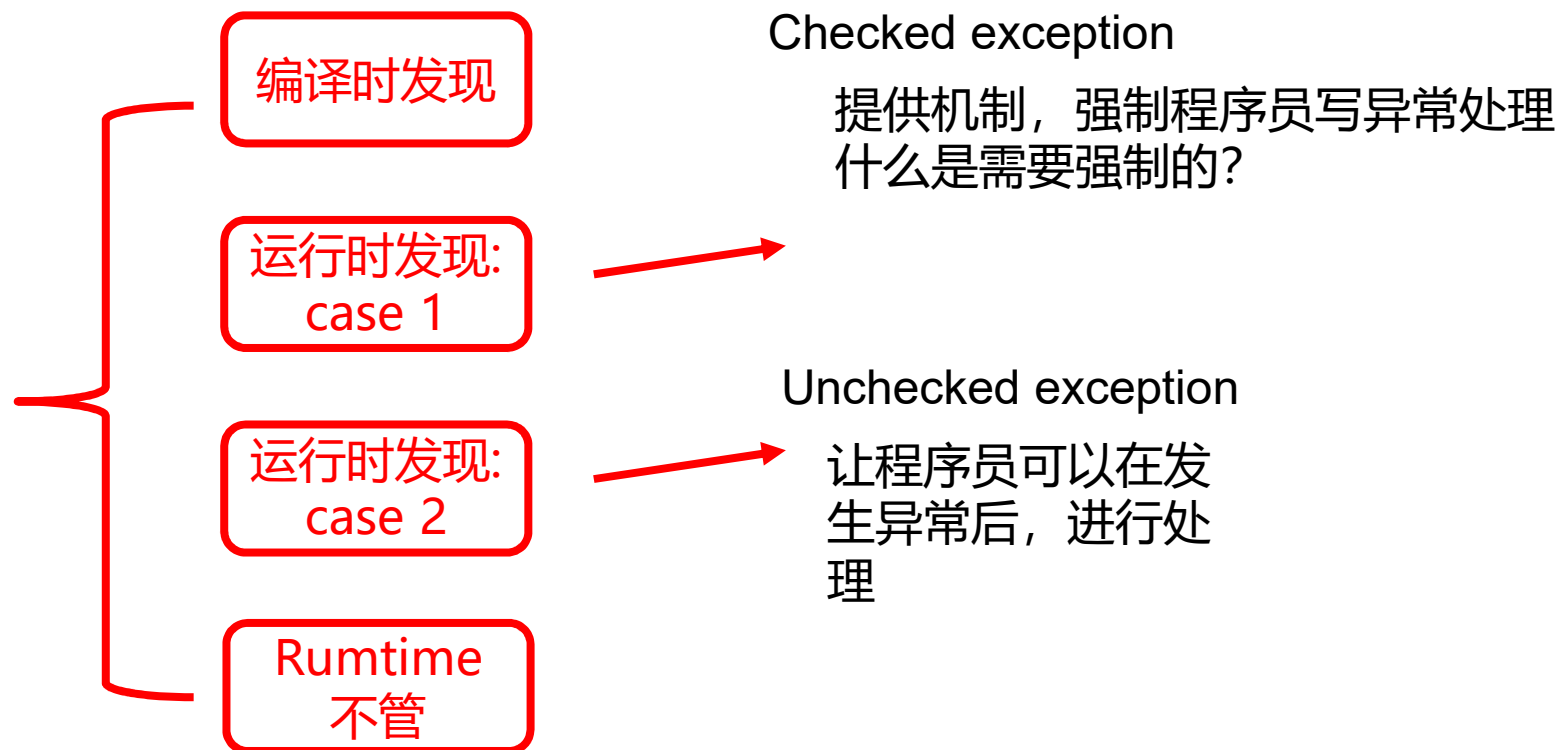 编译时发现
运行时发现:
case 1
运行时发现:
case 2
Rumtime
不管
Checked exception
提供机制，强制程序员写异常处理
什么是需要强制的？
Unchecked exception
让程序员可以在发
生异常后，进行处
理